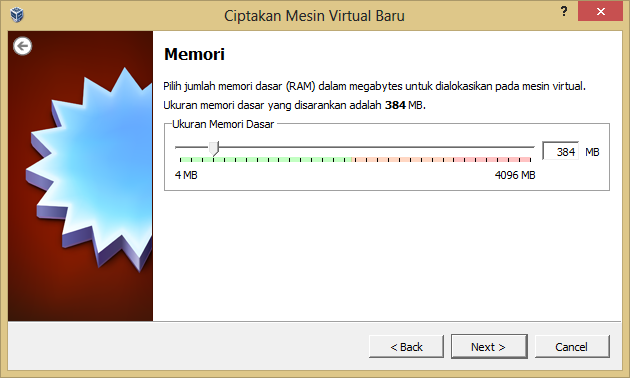 Ciptakan Mesin Virtual Baru
Memori
Pilih jumlah memori dasar (RAM) dalam megabytes untuk dialokasikan pada mesin virtual.
Ukuran memori dasar yang disarankan adalah 384 MB.
Ukuran Memori Dasar
384 MB
4 MB 4096 MB
< Back Next > Cancel